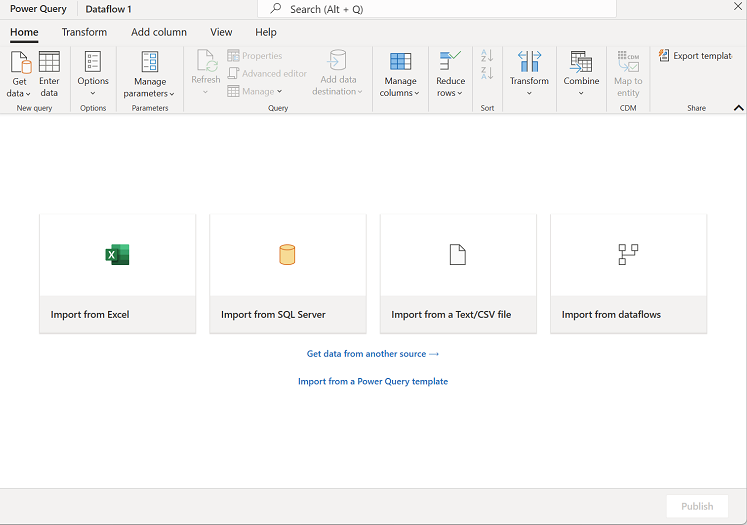 Power Query Dataflow 1 Search (Alt + Q)
Home Transform Add column View Help
Get data Enter data Options Manage parameters Refresh Properties Advanced editor Manage Add data destination Manage columns Reduce rows Transform Combine CDM Map to entity Export templat
New query Options Parameters Query Sort CDM Share
Import from Excel Import from SQL Server Import from a Text/CSV file Import from dataflows
Get data from another source →
Import from a Power Query template
Publish